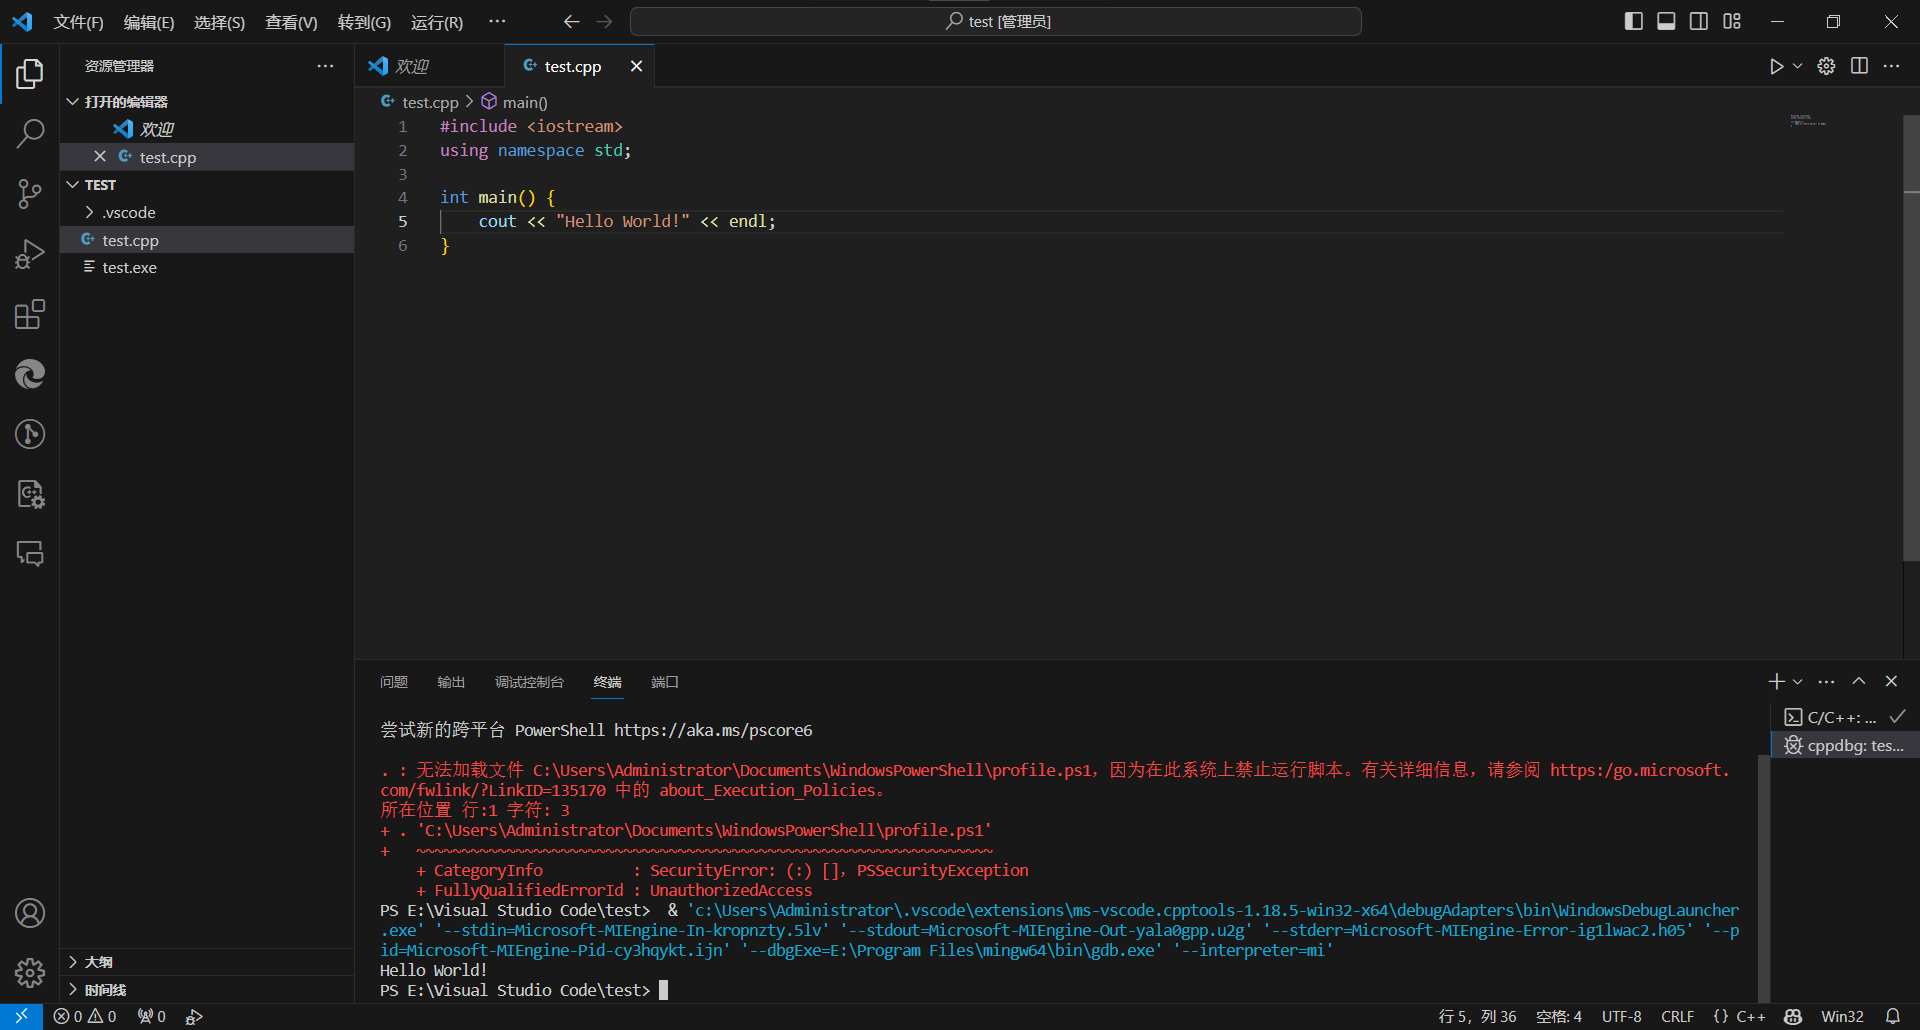 文件(F) 编辑(E) 选择(S) 查看(V) 转到(G) 运行(R) ··· test [管理员]
资源管理器 ···
打开的编辑器
欢迎
test.cpp
TEST
.vscode
test.cpp
test.exe
大纲
时间线
欢迎 test.cpp
test.cpp > main()
1 #include <iostream>
2 using namespace std;
3
4 int main() {
5 cout << "Hello World!" << endl;
6 }
问题 输出 调试控制台 终端 端口
尝试新的跨平台 PowerShell https://aka.ms/pscore6
. : 无法加载文件 C:\Users\Administrator\Documents\WindowsPowerShell\profile.ps1，因为在此系统上禁止运行脚本。有关详细信息，请参阅 https:/go.microsoft.
com/fwlink/?LinkID=135170 中的 about_Execution_Policies。
所在位置 行:1 字符: 3
+ . 'C:\Users\Administrator\Documents\WindowsPowerShell\profile.ps1'
+ ~~~~~~~~~~~~~~~~~~~~~~~~~~~~~~~~~~~~~~~~~~~~~~~~~~~~~~~~~~~~~~~~
+ CategoryInfo : SecurityError: (:) []，PSSecurityException
+ FullyQualifiedErrorId : UnauthorizedAccess
PS E:\Visual Studio Code\test> & 'c:\Users\Administrator\.vscode\extensions\ms-vscode.cpptools-1.18.5-win32-x64\debugAdapters\bin\WindowsDebugLauncher
.exe' '--stdin=Microsoft-MIEngine-In-kropnzty.5lv' '--stdout=Microsoft-MIEngine-Out-yala0gpp.u2g' '--stderr=Microsoft-MIEngine-Error-ig1lwac2.h05' '--p
id=Microsoft-MIEngine-Pid-cy3hqykt.ijn' '--dbgExe=E:\Program Files\mingw64\bin\gdb.exe' '--interpreter=mi'
Hello World!
PS E:\Visual Studio Code\test>
C/C++: ...
cppdbg: tes...
0 0 0 行 5，列 36 空格: 4 UTF-8 CRLF {} C++ Win32